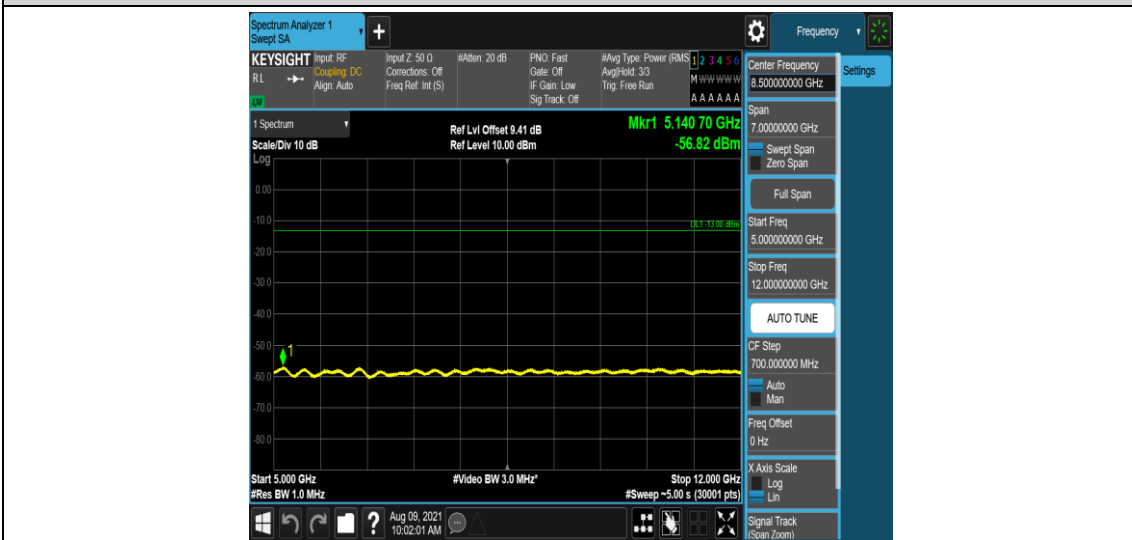 Spectrum Analyzer 1
Swept SA
+
Frequency
KEYSIGHT
R L
LXI
Input: RF
Coupling: DC
Align: Auto
Input Z: 50 Ω
Corrections: Off
Freq Ref: Int (S)
#Atten: 20 dB
PNO: Fast
Gate: Off
IF Gain: Low
Sig Track: Off
#Avg Type: Power (RMS
Avg|Hold: 3/3
Trig: Free Run
1 2 3 4 5 6
M W W W W W
A A A A A A
1 Spectrum
Scale/Div 10 dB
Ref Lvl Offset 9.41 dB
Ref Level 10.00 dBm
Mkr1 5.140 70 GHz
-56.82 dBm
Log
0.00
-10.0
DL1 -13.00 dBm
-20.0
-30.0
-40.0
-50.0
1
-60.0
-70.0
-80.0
Start 5.000 GHz
#Res BW 1.0 MHz
#Video BW 3.0 MHz*
Stop 12.000 GHz
#Sweep ~5.00 s (30001 pts)
Aug 09, 2021
10:02:01 AM
?
Center Frequency
8.500000000 GHz
Settings
Span
7.00000000 GHz
Swept Span
Zero Span
Full Span
Start Freq
5.000000000 GHz
Stop Freq
12.000000000 GHz
AUTO TUNE
CF Step
700.000000 MHz
Auto
Man
Freq Offset
0 Hz
X Axis Scale
Log
Lin
Signal Track
(Span Zoom)